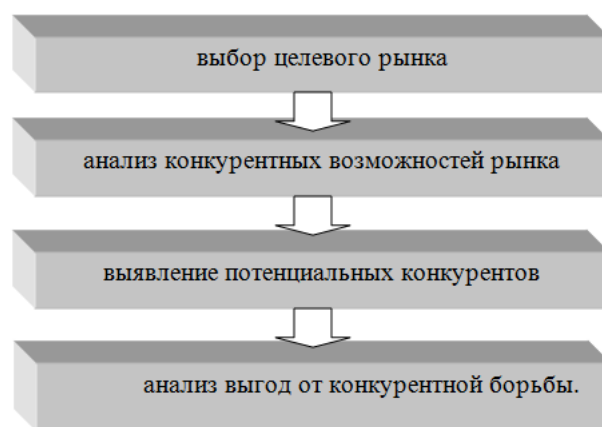 выбор целевого рынка
анализ конкурентных возможностей рынка
выявление потенциальных конкурентов
анализ выгод от конкурентной борьбы.